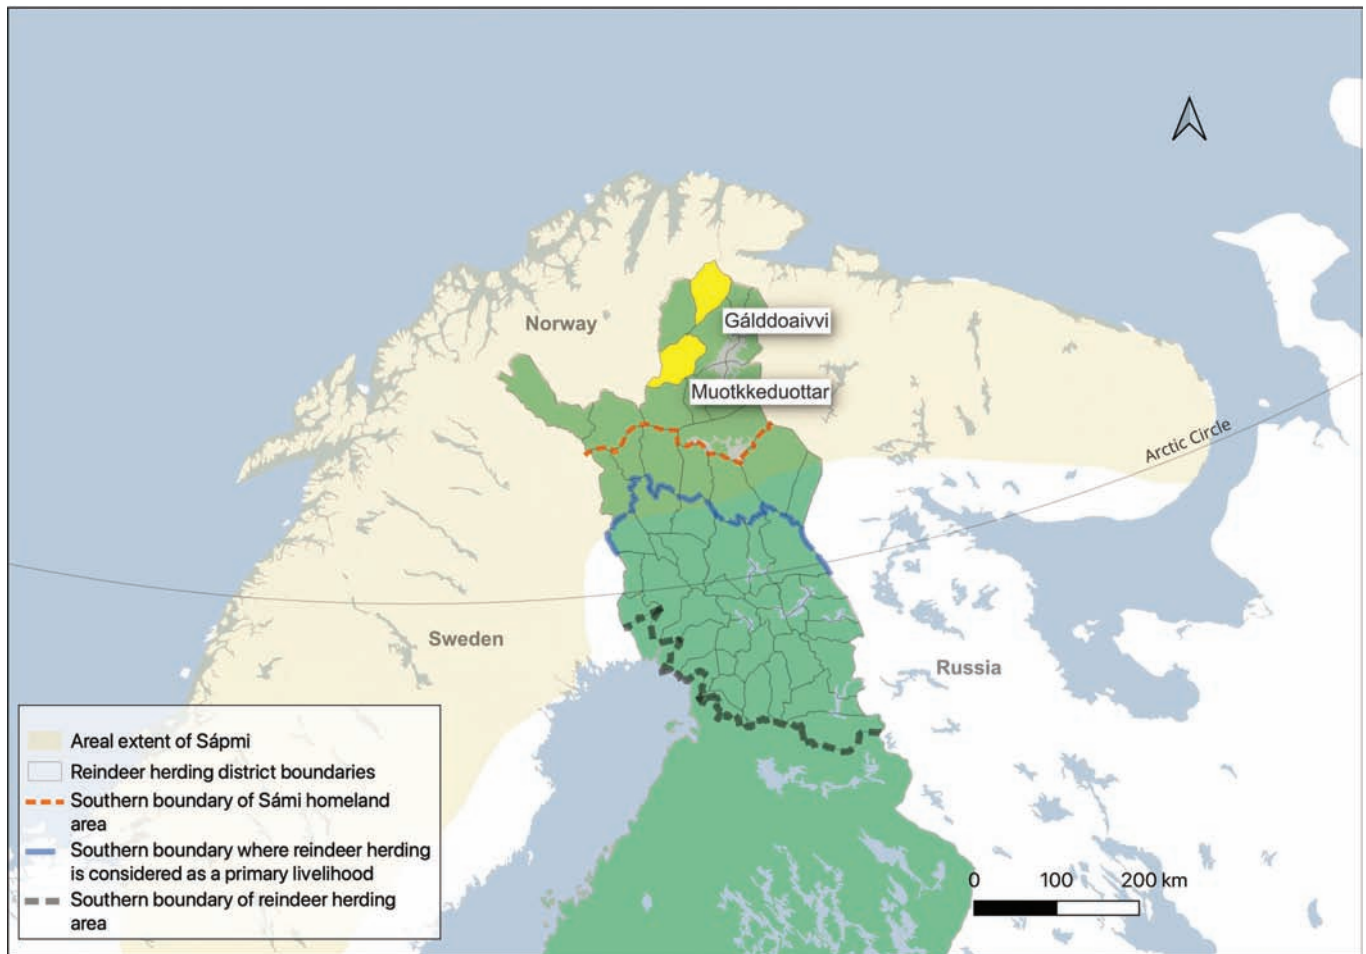 Gálddoaivvi
Norway
Muotkkeduottar
Arctic Circle
Sweden
Russia
Areal extent of Sápmi
Reindeer herding district boundaries
Southern boundary of Sámi homeland
area
Southern boundary where reindeer herding
is considered as a primary livelihood
Southern boundary of reindeer herding
area
0 100 200 km